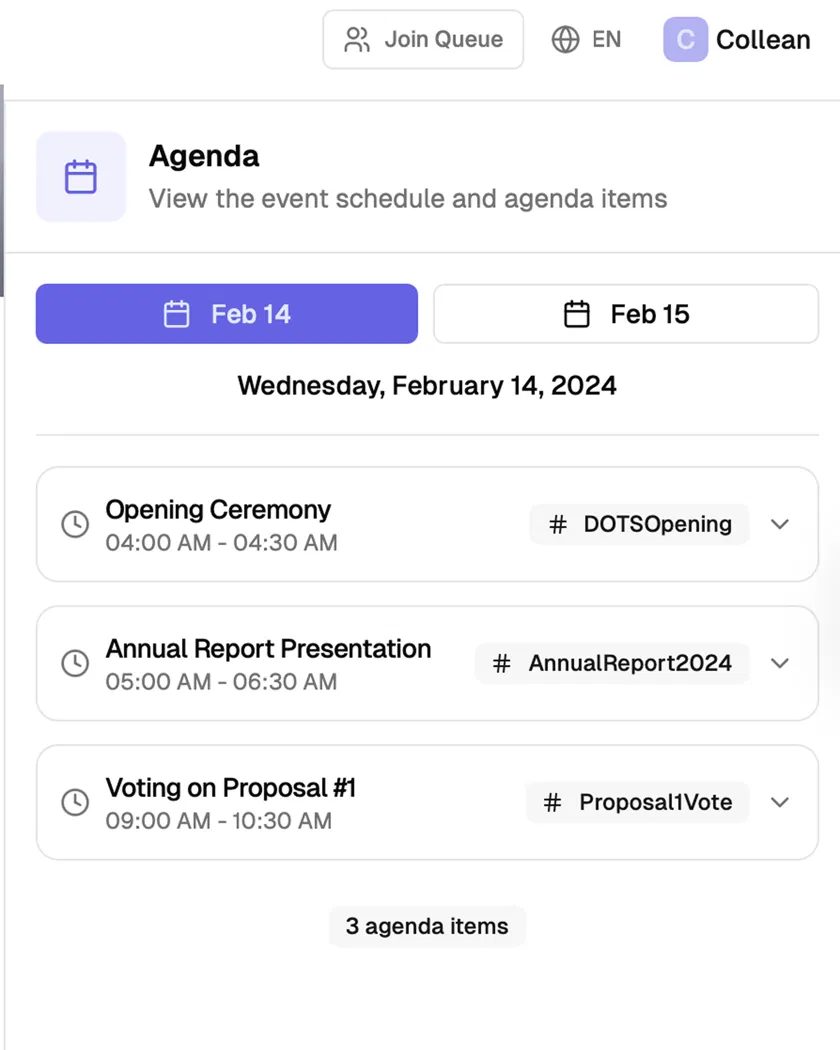 Join Queue EN C Collean
Agenda
View the event schedule and agenda items
Feb 14 Feb 15
Wednesday, February 14, 2024
Opening Ceremony
04:00 AM - 04:30 AM
# DOTSOpening
Annual Report Presentation
05:00 AM - 06:30 AM
# AnnualReport2024
Voting on Proposal #1
09:00 AM - 10:30 AM
# Proposal1Vote
3 agenda items